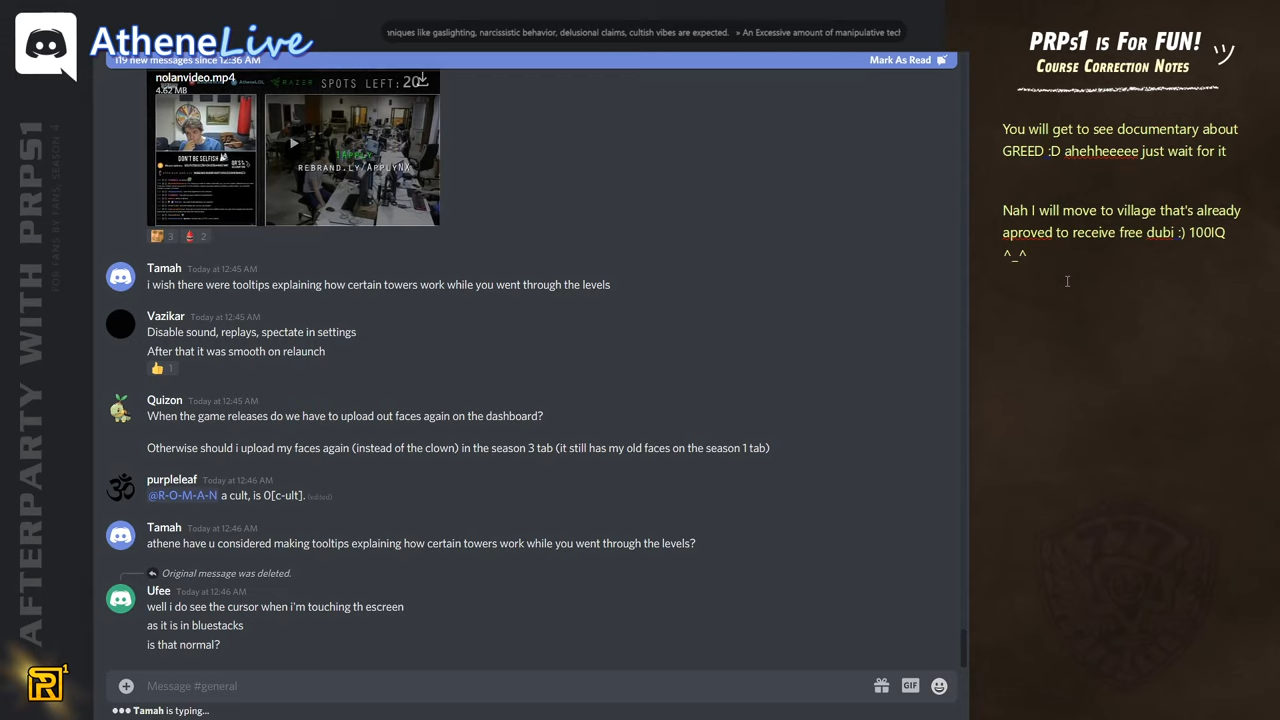 AtheneLive
niques like gaslighting, narcissistic behavior, delusional claims, cultish vibes are expected. » An Excessive amount of manipulative tecl
PRPs1 is For FUN!
Course Correction Notes
ツ
119 new messages since 12:36 AM
Mark As Read
nolanvideo.mp4
4.62 MB
RAZER
SPOTS LEFT:20
DON'T BE SELFISH
REBRAND.LY/APPLYNX
3
2
You will get to see documentary about
GREED :D ahehheeeee just wait for it
Nah I will move to village that's already
aproved to receive free dubi :) 100IQ
^_^
AFTERPARTY WITH PRPS1
FOR FANS BY FAPIS, SEASON 4
Tamah Today at 12:45 AM
i wish there were tooltips explaining how certain towers work while you went through the levels
Vazikar Today at 12:45 AM
Disable sound, replays, spectate in settings
After that it was smooth on relaunch
1
Quizon Today at 12:45 AM
When the game releases do we have to upload out faces again on the dashboard?
Otherwise should i upload my faces again (instead of the clown) in the season 3 tab (it still has my old faces on the season 1 tab)
purpleleaf Today at 12:46 AM
@R-O-M-A-N a cult, is 0[c-ult]. (edited)
Tamah Today at 12:46 AM
athene have u considered making tooltips explaining how certain towers work while you went through the levels?
Original message was deleted.
Ufee Today at 12:46 AM
well i do see the cursor when i'm touching th escreen
as it is in bluestacks
is that normal?
Message #general
GIF
Tamah is typing...
R1